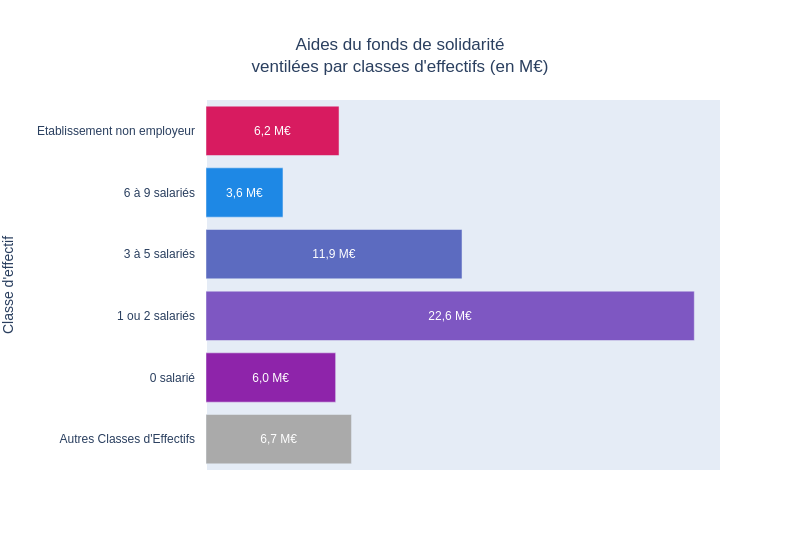 Aides du fonds de solidarité
ventilées par classes d'effectifs (en M€)
Classe d'effectif
Etablissement non employeur
6,2 M€
6 à 9 salariés
3,6 M€
3 à 5 salariés
11,9 M€
1 ou 2 salariés
22,6 M€
0 salarié
6,0 M€
Autres Classes d'Effectifs
6,7 M€